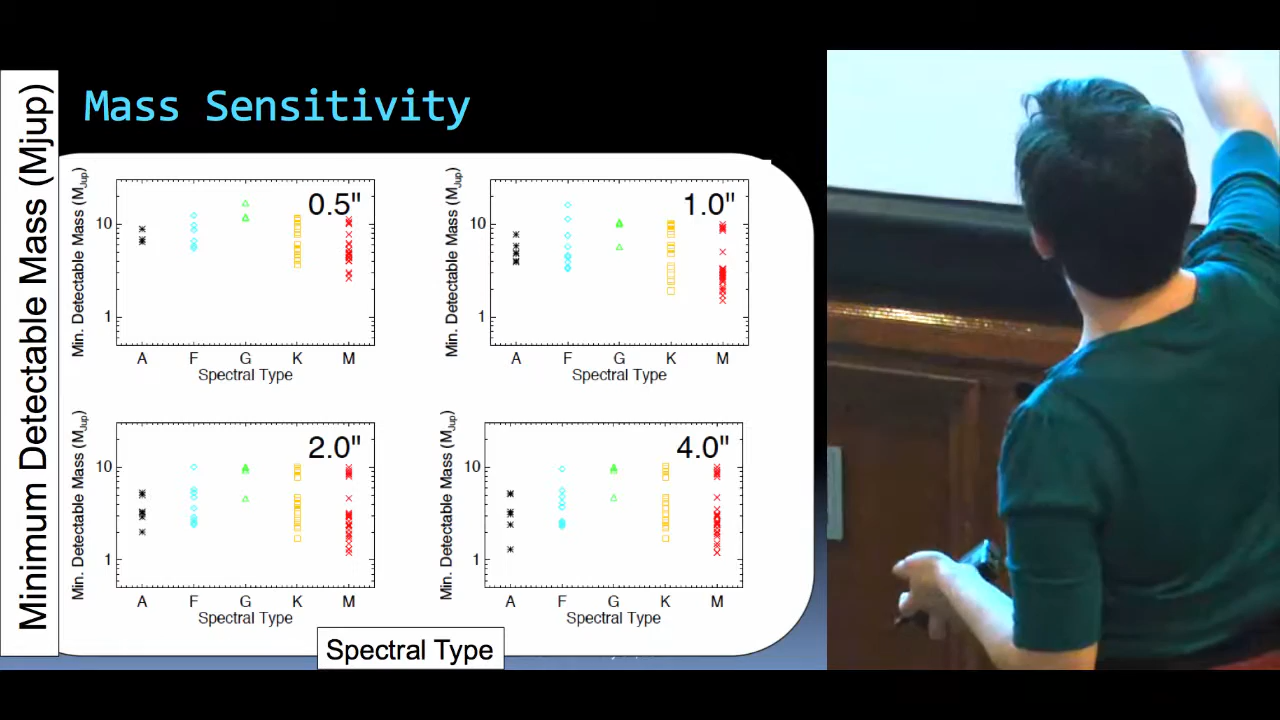 Mass Sensitivity
Minimum Detectable Mass (Mjup)
Min. Detectable Mass (MJup)
10
1
0.5"
A F G K M
Spectral Type
Min. Detectable Mass (MJup)
10
1
1.0"
A F G K M
Spectral Type
Min. Detectable Mass (MJup)
10
1
2.0"
A F G K M
Spectral Type
Min. Detectable Mass (MJup)
10
1
4.0"
A F G K M
Spectral Type
Spectral Type